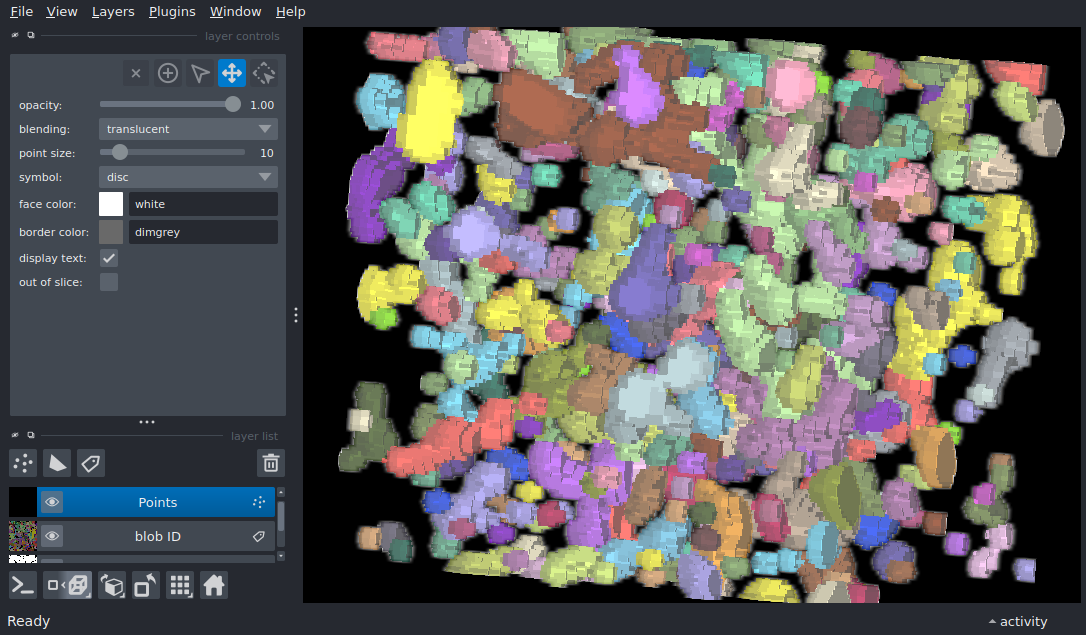 File View Layers Plugins Window Help
layer controls
opacity: 1.00
blending: translucent
point size: 10
symbol: disc
face color: white
border color: dimgrey
display text:
out of slice:
layer list
Points
blob ID
Ready
activity